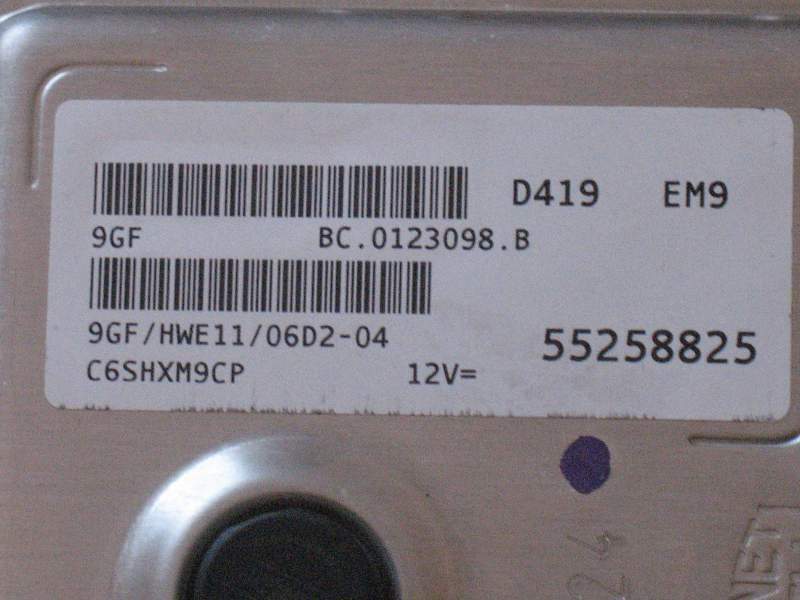 D419 EM9
9GF BC.0123098.B
9GF/HWE11/06D2-04
55258825
C6SHXM9CP 12V=